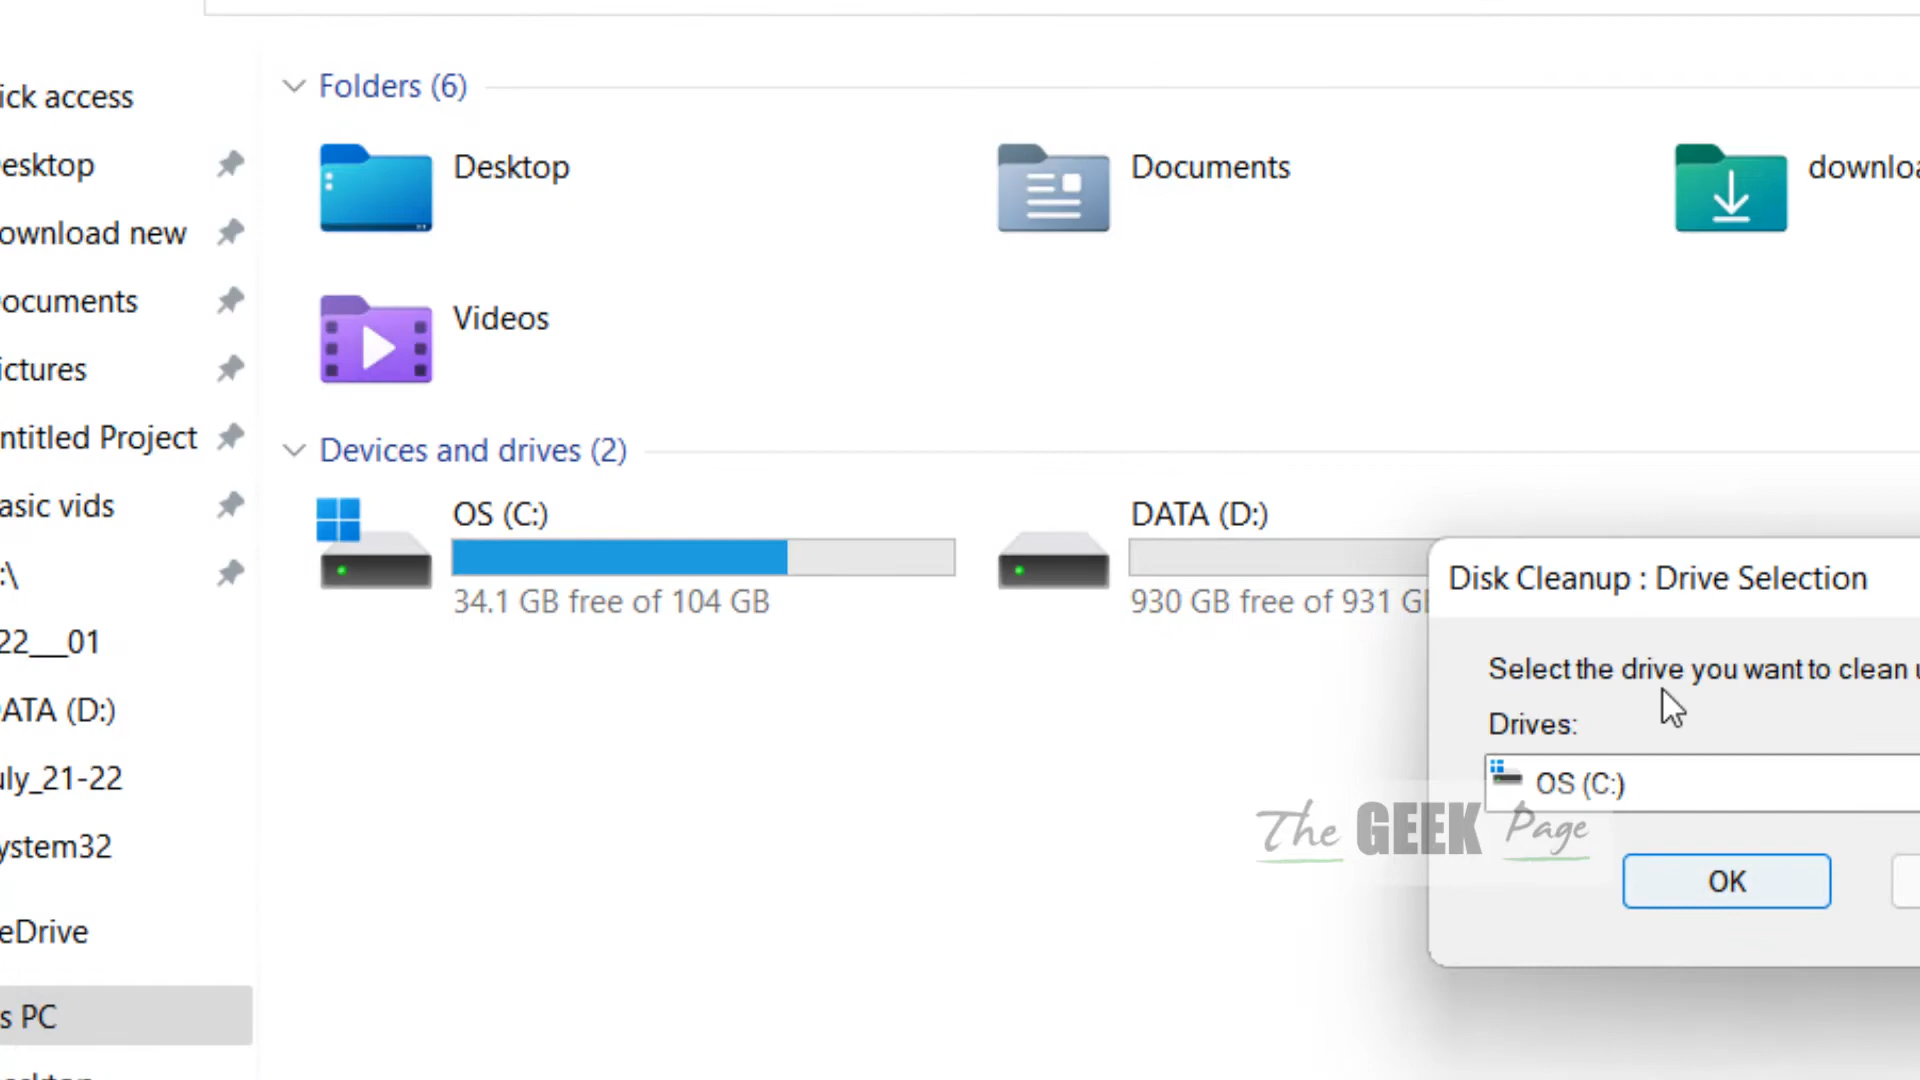 Folders (6)
ick access
Desktop
Documents
esktop
ownload new
ocuments
Videos
ictures
ntitled Project
Devices and drives (2)
asic vids
OS (C:)
DATA (D:)
:\
34.1 GB free of 104 GB
930 GB free of 931 G
Disk Cleanup : Drive Selection
22__01
Select the drive you want to clean
ATA (D:)
Drives:
uly_21-22
OS (C:)
The GEEK Page
ystem32
OK
eDrive
s PC